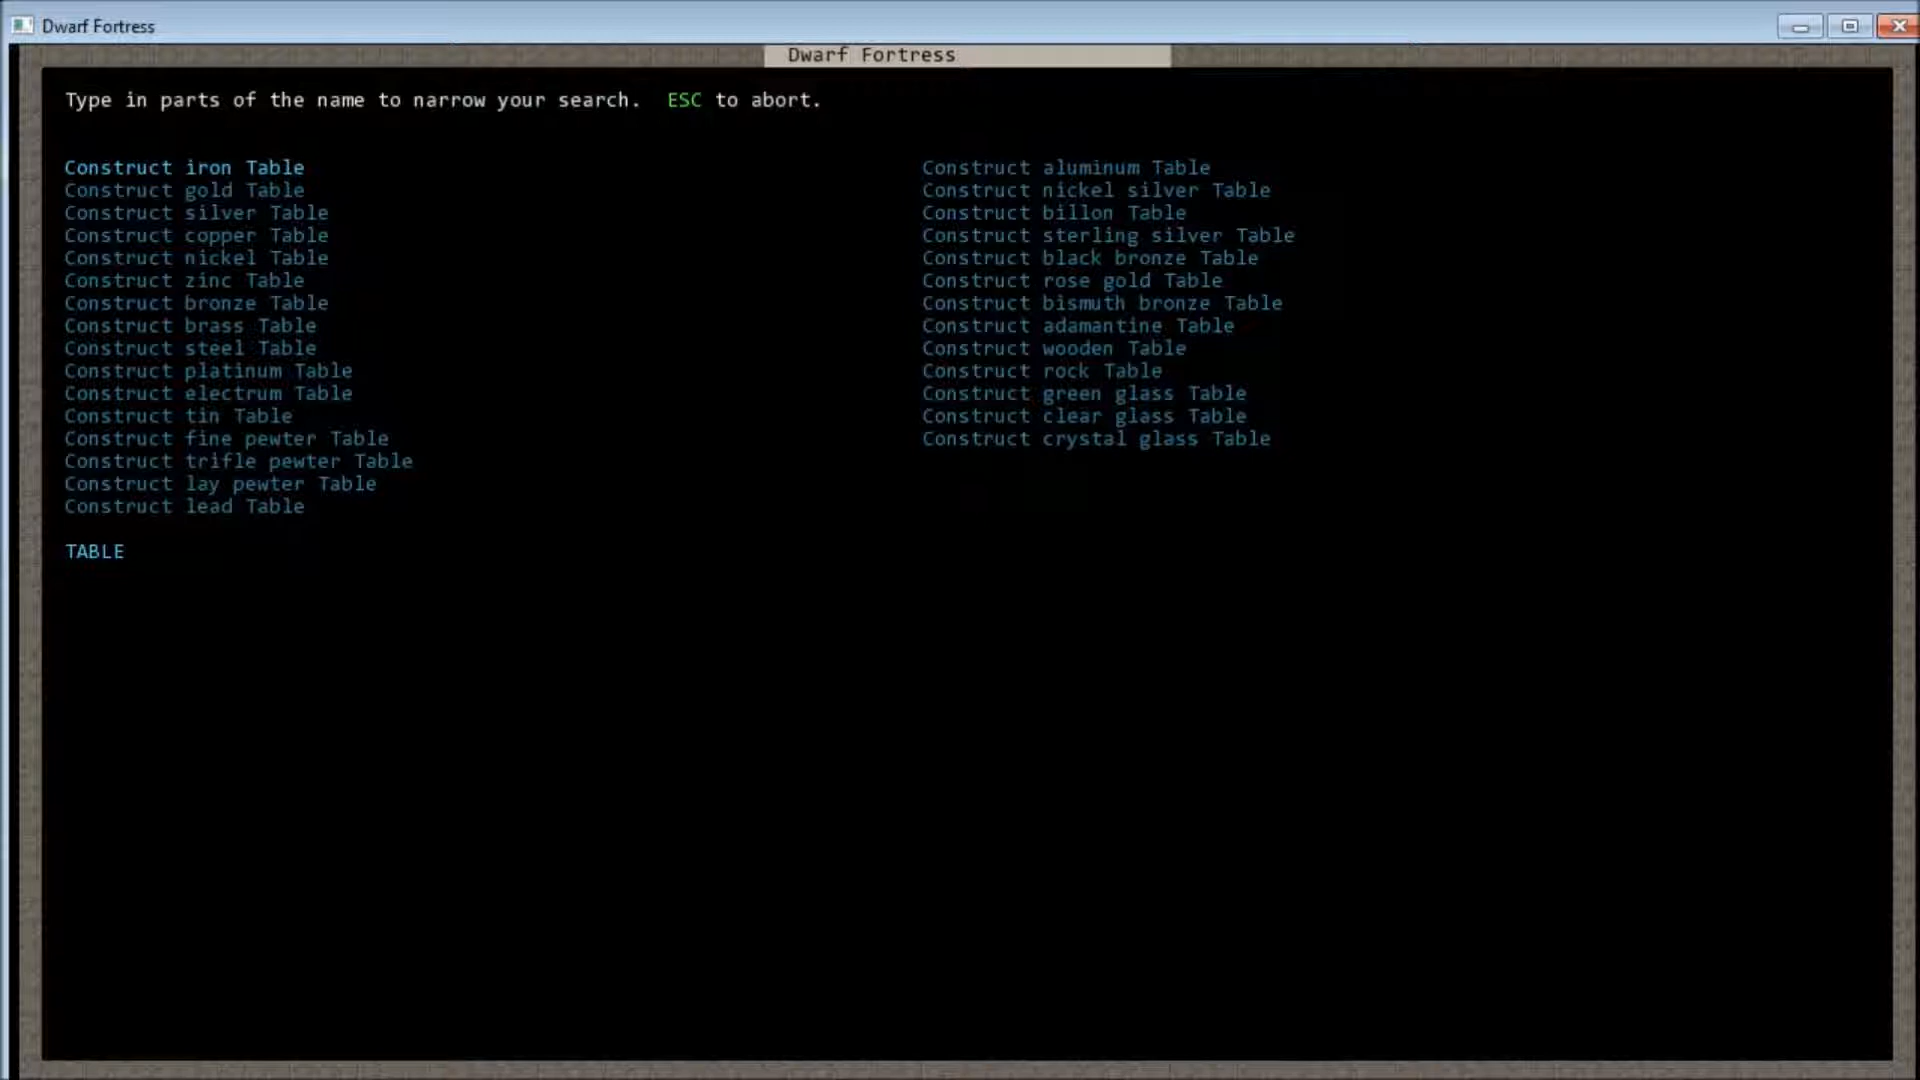 Dwarf Fortress
Dwarf Fortress
Type in parts of the name to narrow your search.  ESC to abort.
Construct iron Table
Construct gold Table
Construct silver Table
Construct copper Table
Construct nickel Table
Construct zinc Table
Construct bronze Table
Construct brass Table
Construct steel Table
Construct platinum Table
Construct electrum Table
Construct tin Table
Construct fine pewter Table
Construct trifle pewter Table
Construct lay pewter Table
Construct lead Table
Construct aluminum Table
Construct nickel silver Table
Construct billon Table
Construct sterling silver Table
Construct black bronze Table
Construct rose gold Table
Construct bismuth bronze Table
Construct adamantine Table
Construct wooden Table
Construct rock Table
Construct green glass Table
Construct clear glass Table
Construct crystal glass Table
TABLE